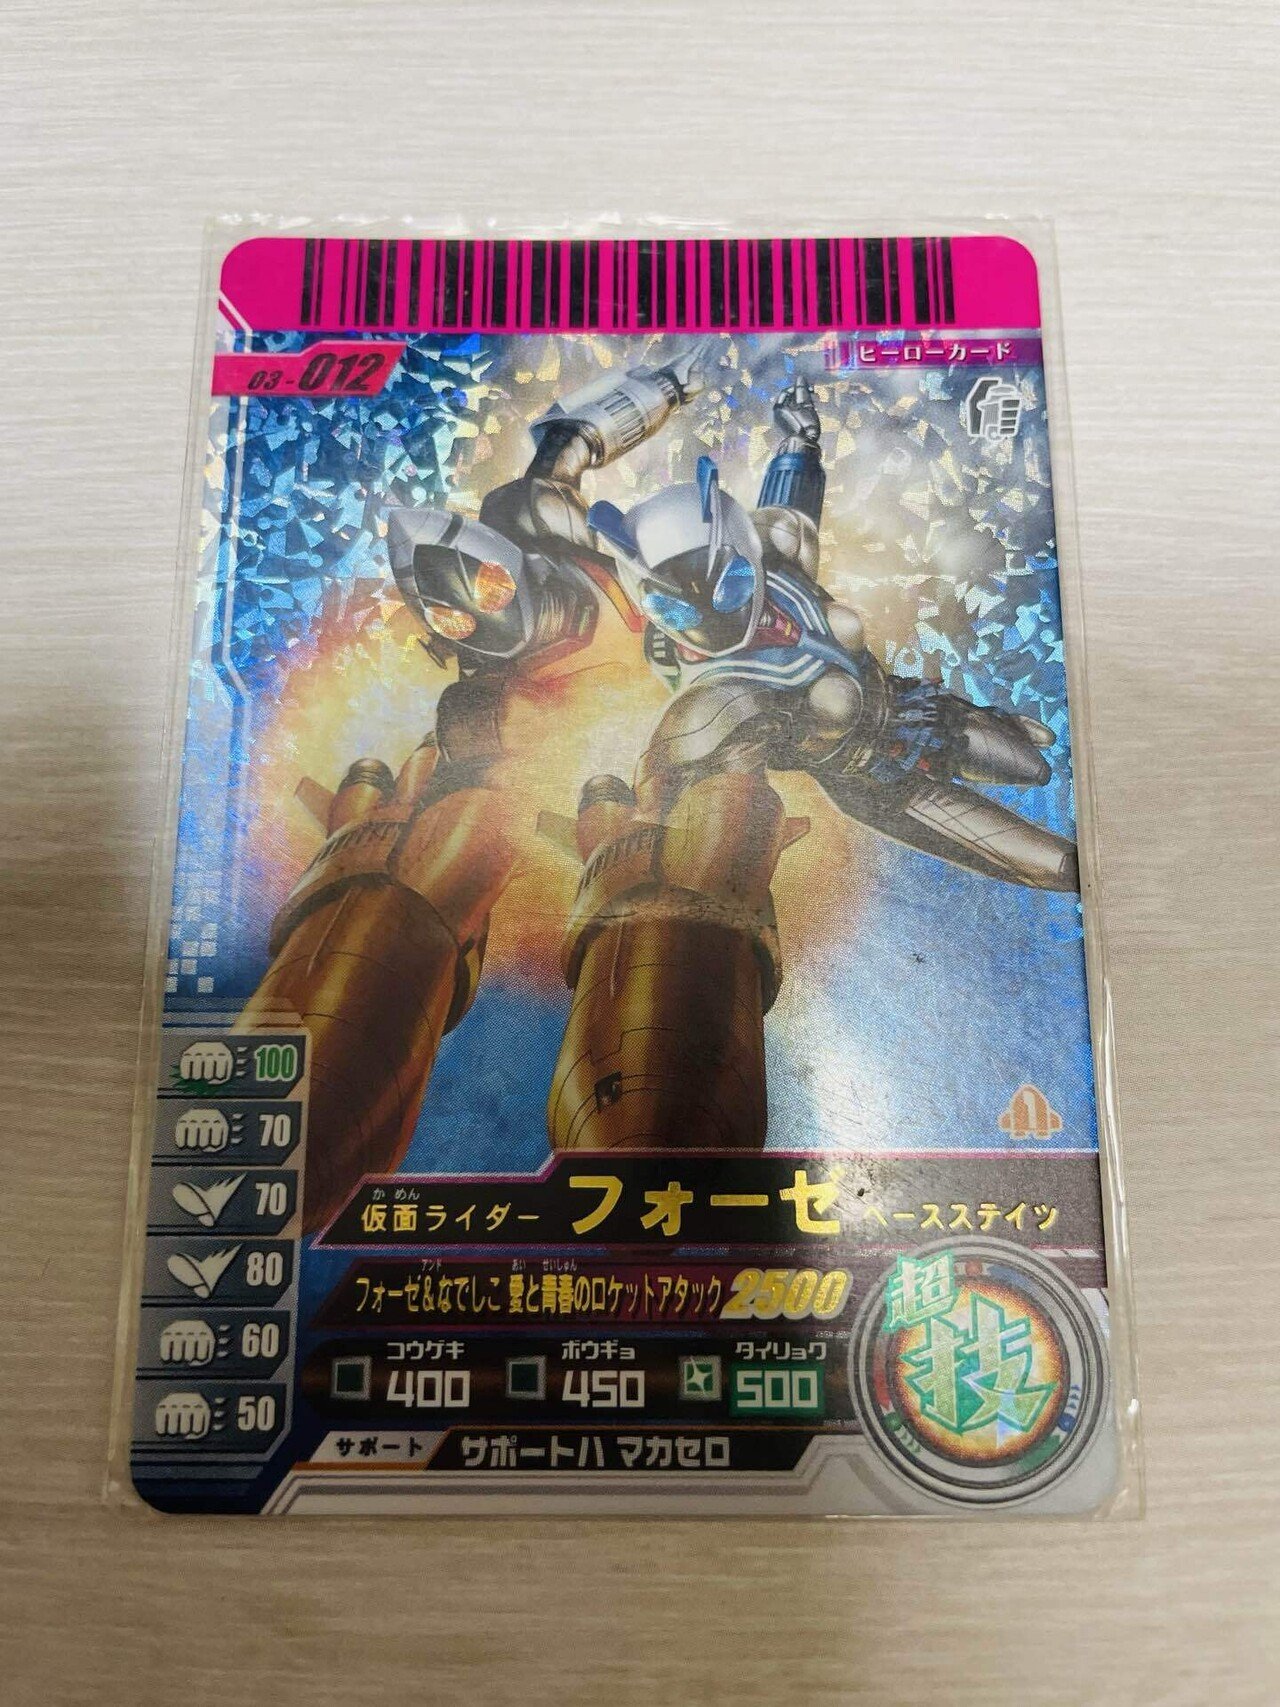 03-012
ヒーローカード
100
70
70
80
60
50
1
かめん
仮面ライダー フォーゼ ベースステイツ
アンド あい せいしゅん
フォーゼ&なでしこ 愛と青春のロケットアタック 2500
超技
コウゲキ ボウギョ タイリョク
400 450 500
サポート サポートハ マカセロ